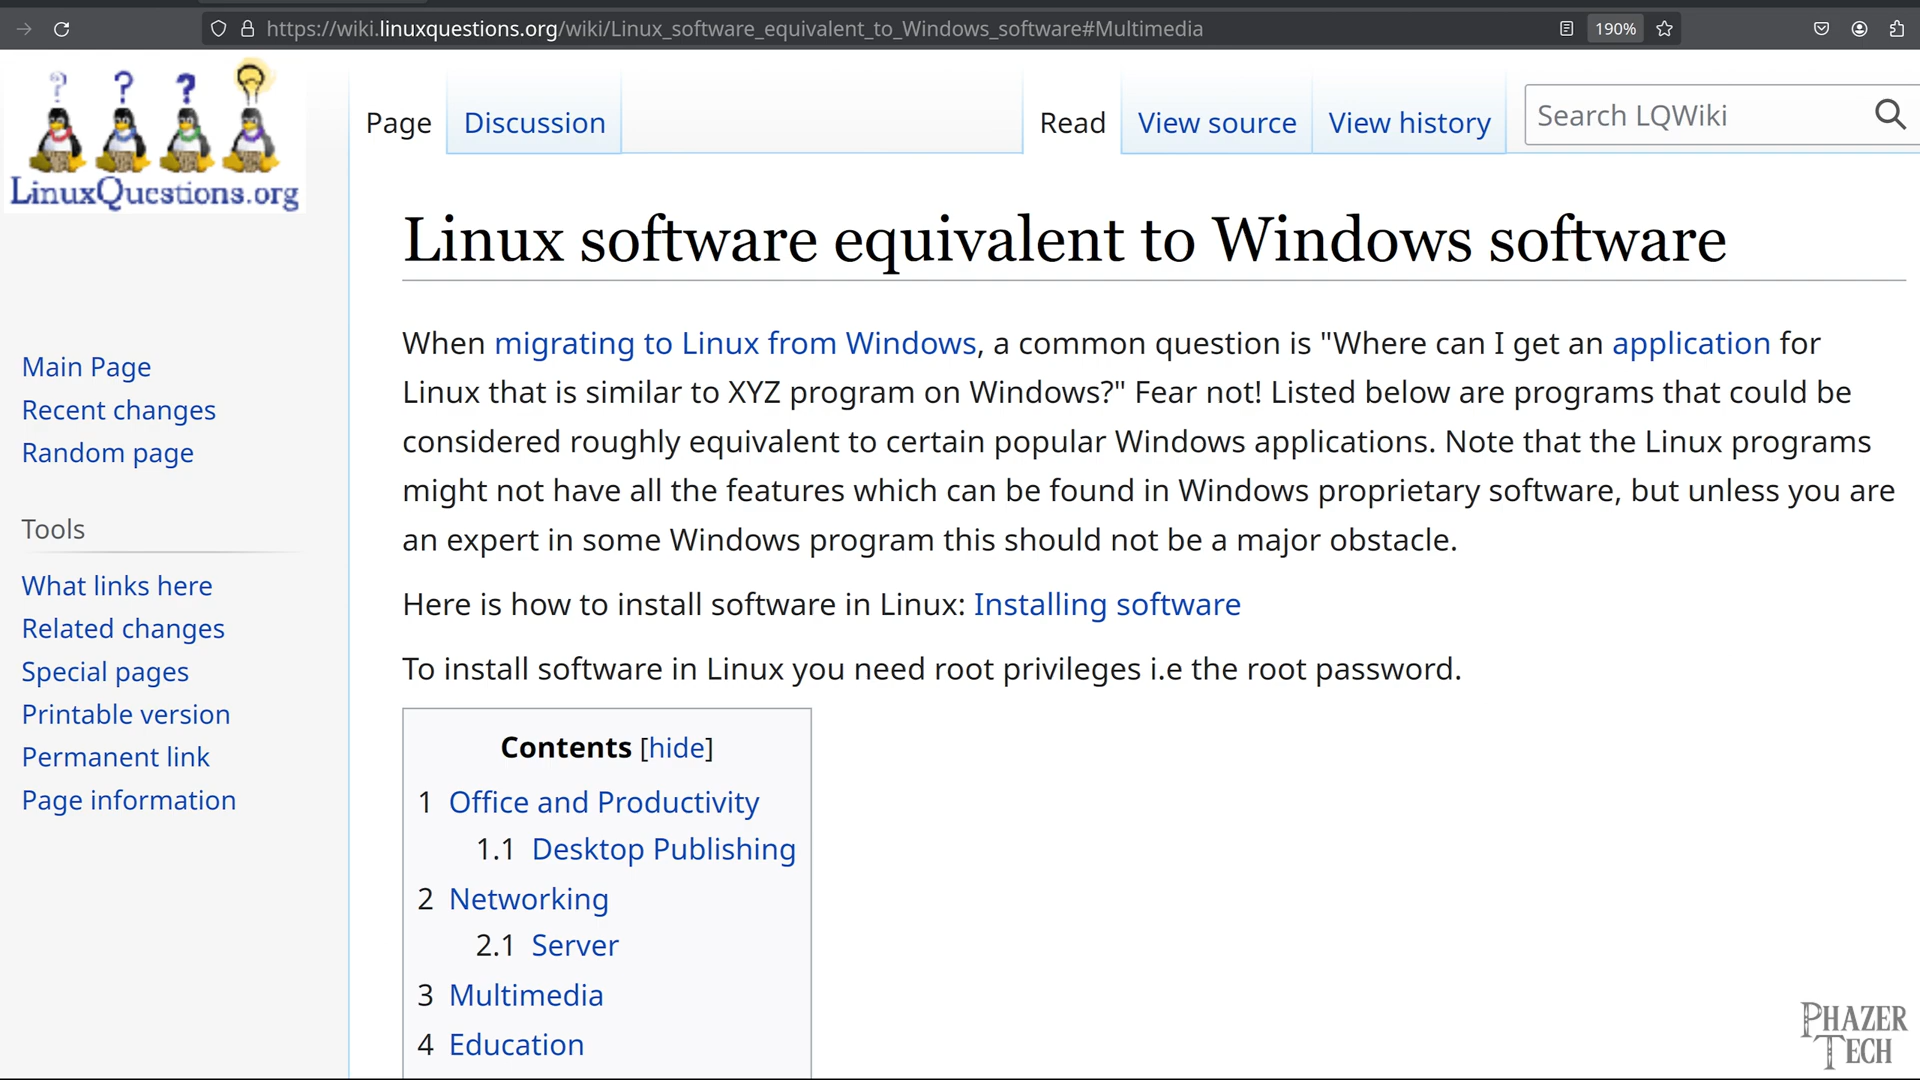 https://wiki.linuxquestions.org/wiki/Linux_software_equivalent_to_Windows_software#Multimedia
190%
? ? ?
LinuxQuestions.org
Page
Discussion
Read
View source
View history
Search LQWiki
Linux software equivalent to Windows software
When migrating to Linux from Windows, a common question is "Where can I get an application for
Linux that is similar to XYZ program on Windows?" Fear not! Listed below are programs that could be
considered roughly equivalent to certain popular Windows applications. Note that the Linux programs
might not have all the features which can be found in Windows proprietary software, but unless you are
an expert in some Windows program this should not be a major obstacle.
Here is how to install software in Linux: Installing software
To install software in Linux you need root privileges i.e the root password.
Main Page
Recent changes
Random page
Tools
What links here
Related changes
Special pages
Printable version
Permanent link
Page information
Contents [hide]
1 Office and Productivity
1.1 Desktop Publishing
2 Networking
2.1 Server
3 Multimedia
4 Education
PHAZER
TECH